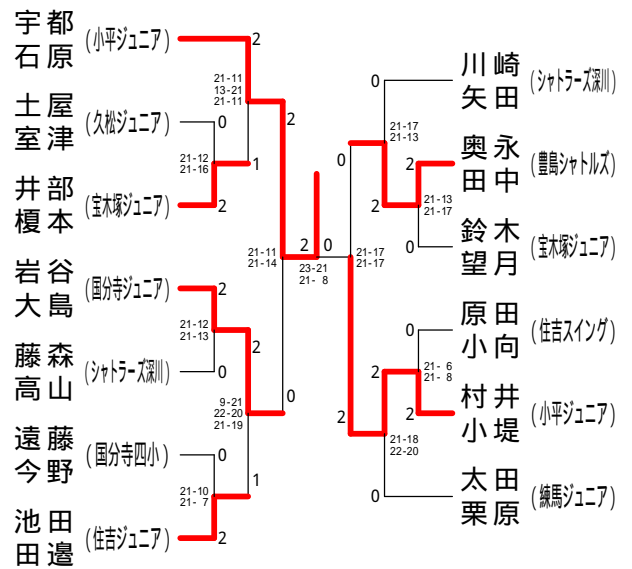 宇都 (小平ジュニア)
石原
2
21-11
13-21
21-11
土屋 (久松ジュニア)
室津
0
21-12
21-16
1
井部 (宝木塚ジュニア)
榎本
2
2
21-11
21-14
岩谷 (国分寺ジュニア)
大島
2
21-12
21-13
2
藤森 (シャトラーズ深川)
高山
0
9-21
22-20
21-19
0
遠藤 (国分寺四小)
今野
0
21-10
21- 7
1
池田 (住吉ジュニア)
田邉
2
2 0
23-21
21- 8
川崎 (シャトラーズ深川)
矢田
0
21-17
21-13
0
奥永 (豊島シャトルズ)
田中
2
21-13
21-17
2
鈴木 (宝木塚ジュニア)
望月
0
21-17
21-17
原田 (住吉スイング)
小向
0
21- 6
21- 8
2
村井 (小平ジュニア)
小堤
2
2
21-18
22-20
太田 (練馬ジュニア)
栗原
0